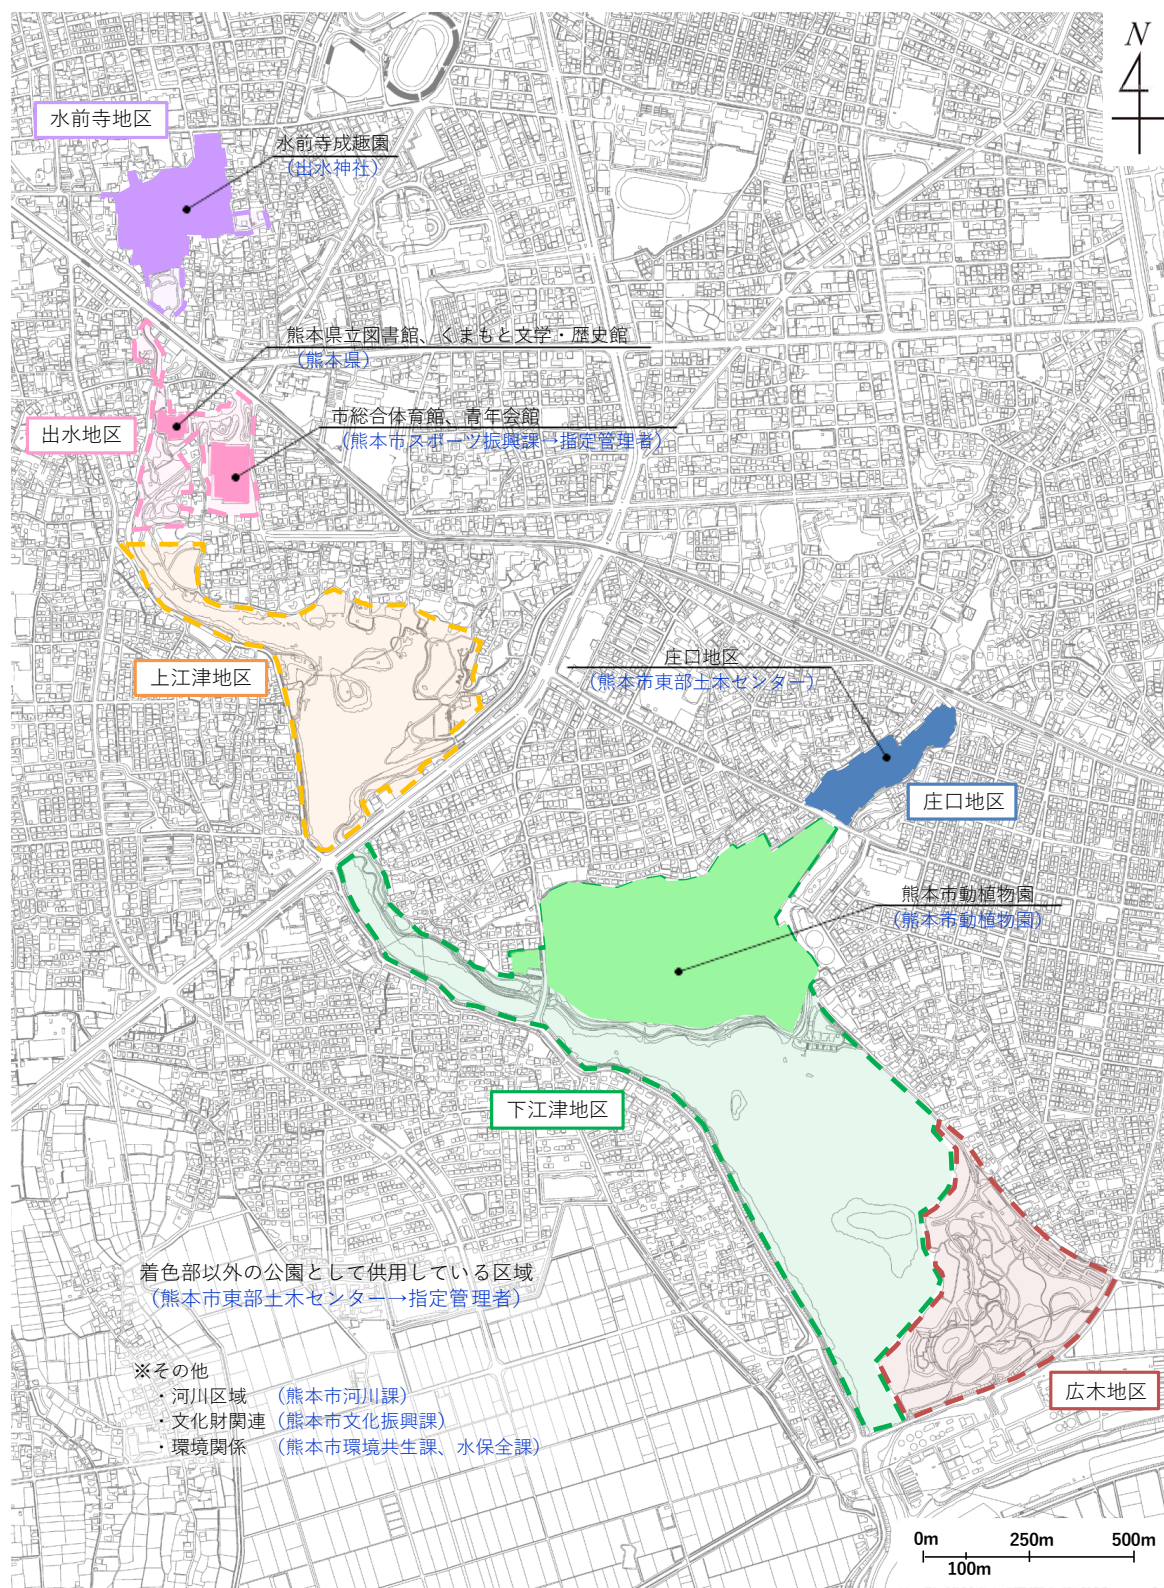 N
水前寺地区
水前寺成趣園
（出水神社）
熊本県立図書館、くまもと文学・歴史館
（熊本県）
出水地区
市総合体育館、青年会館
（熊本市スポーツ振興課→指定管理者）
上江津地区
庄口地区
（熊本市東部土木センター）
庄口地区
熊本市動植物園
（熊本市動植物園）
下江津地区
着色部以外の公園として供用している区域
（熊本市東部土木センター→指定管理者）
※その他
・河川区域　（熊本市河川課）
・文化財関連（熊本市文化振興課）
・環境関係　（熊本市環境共生課、水保全課）
広木地区
0m 250m 500m
100m